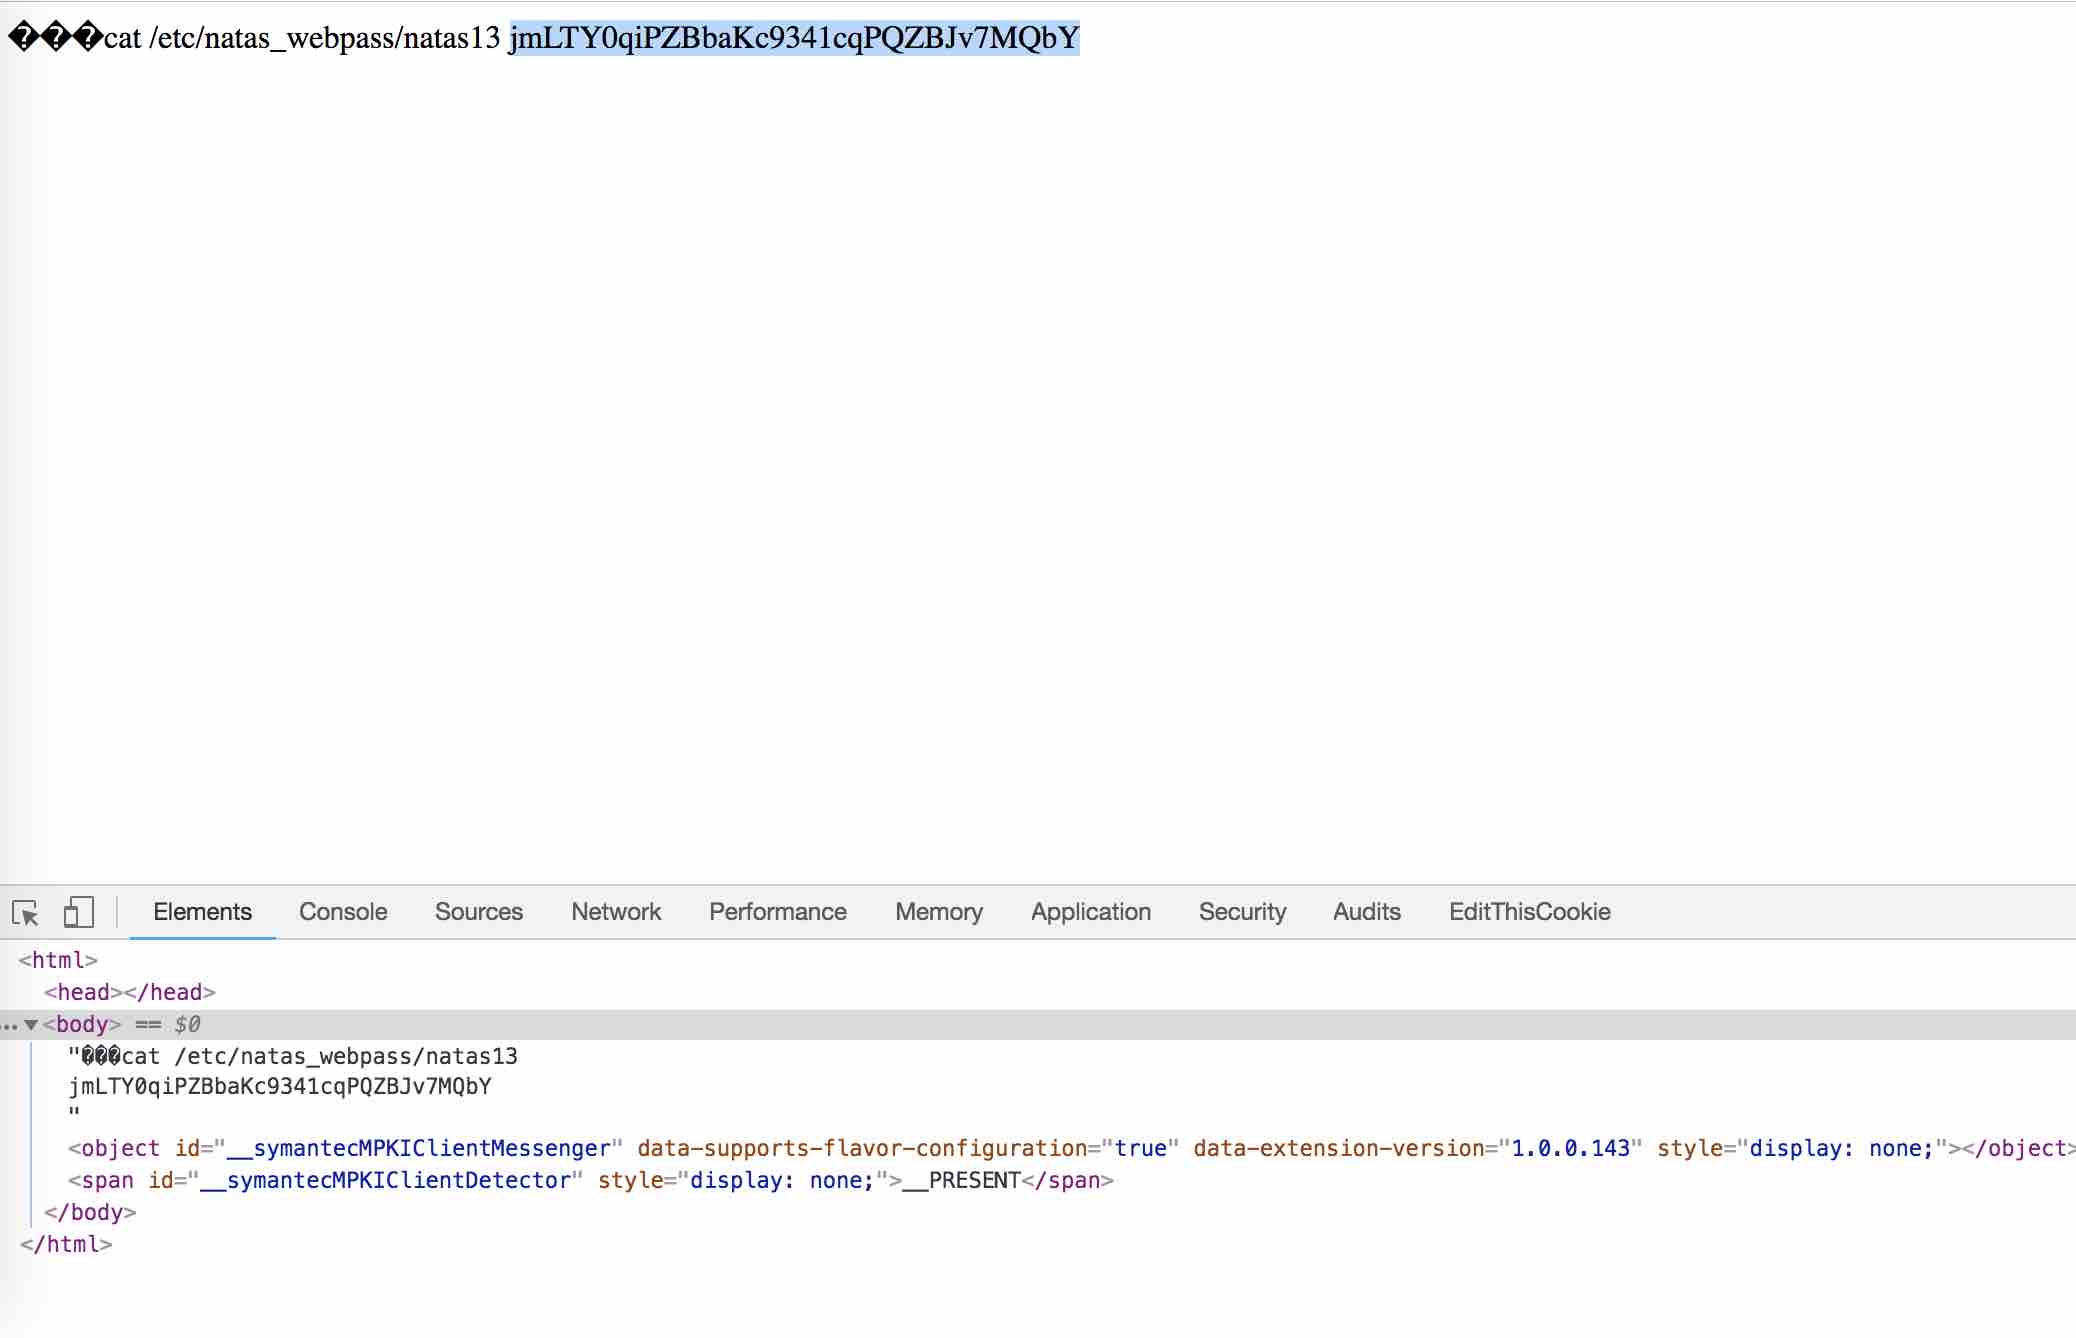 ���cat /etc/natas_webpass/natas13 jmLTY0qiPZBbaKc9341cqPQZBJv7MQbY
Elements Console Sources Network Performance Memory Application Security Audits EditThisCookie
<html>
<head></head>
... ▼<body> == $0
"���cat /etc/natas_webpass/natas13
jmLTY0qiPZBbaKc9341cqPQZBJv7MQbY
"
<object id="__symantecMPKIClientMessenger" data-supports-flavor-configuration="true" data-extension-version="1.0.0.143" style="display: none;"></object>
<span id="__symantecMPKIClientDetector" style="display: none;">__PRESENT</span>
</body>
</html>